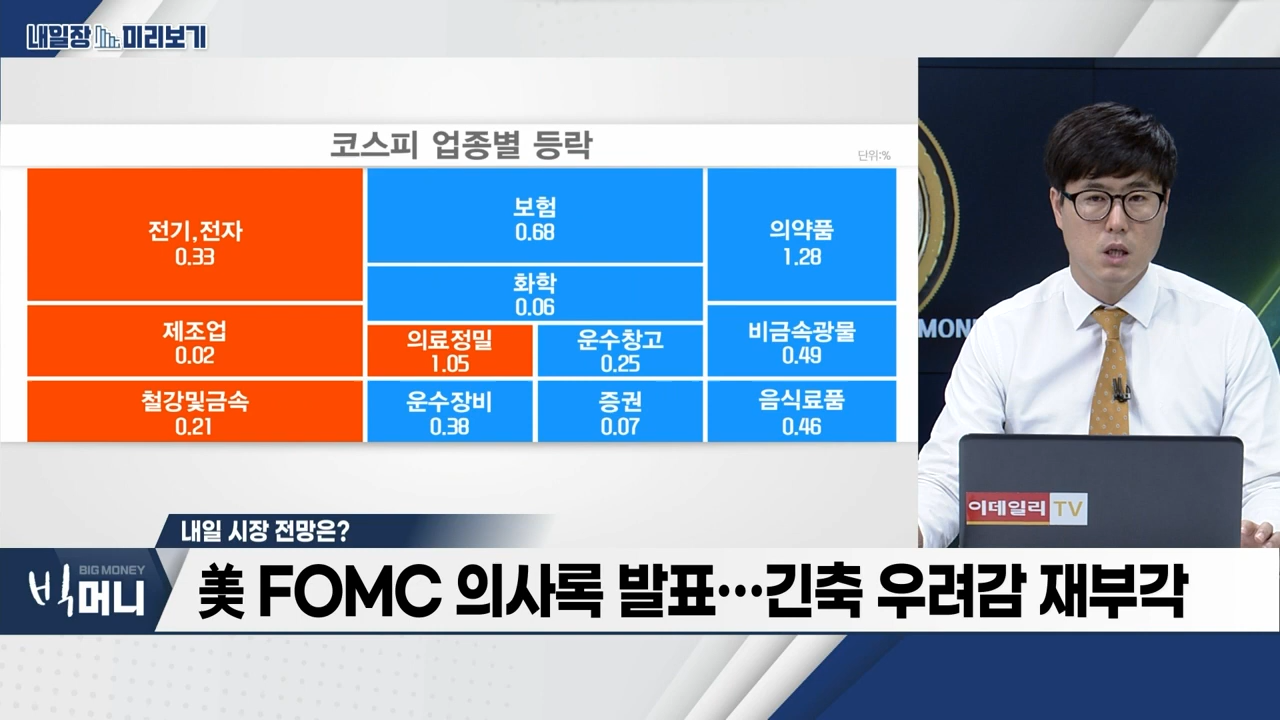 내일장 미리보기
코스피 업종별 등락
단위:%
전기,전자
0.33
보험
0.68
의약품
1.28
화학
0.06
제조업
0.02
의료정밀
1.05
운수창고
0.25
비금속광물
0.49
철강및금속
0.21
운수장비
0.38
증권
0.07
음식료품
0.46
MON
이데일리 TV
내일 시장 전망은?
BIG MONEY
빅머니
美 FOMC 의사록 발표…긴축 우려감 재부각